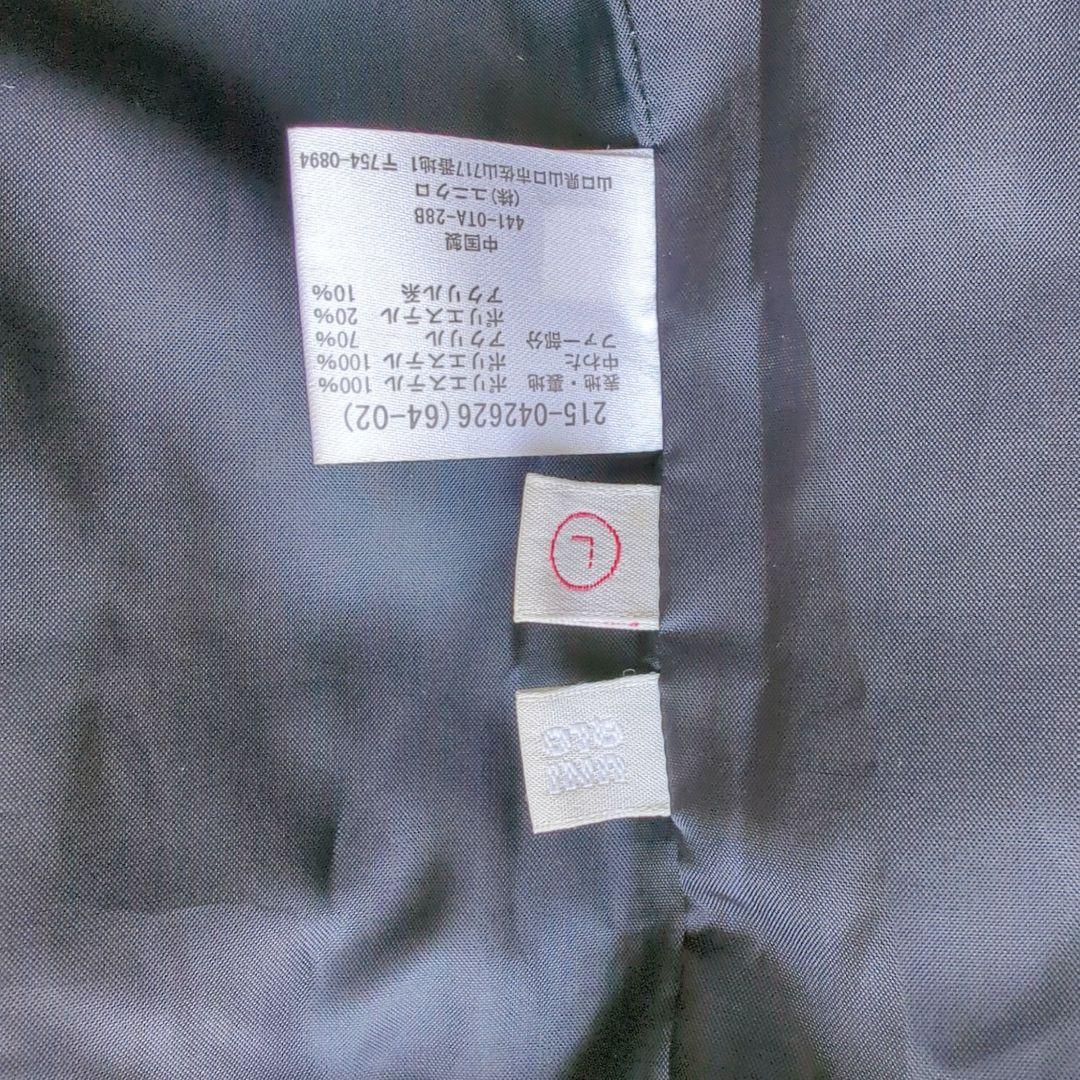 215-042626(64-02)
表地・裏地 ポリエステル 100%
中わた ポリエステル 100%
ファー部分 アクリル 70%
ポリエステル 20%
アクリル系 10%
中国製
441-0TA-28B
(株)ユニクロ
山口県山口市佐山717番地1 〒754-0894
L